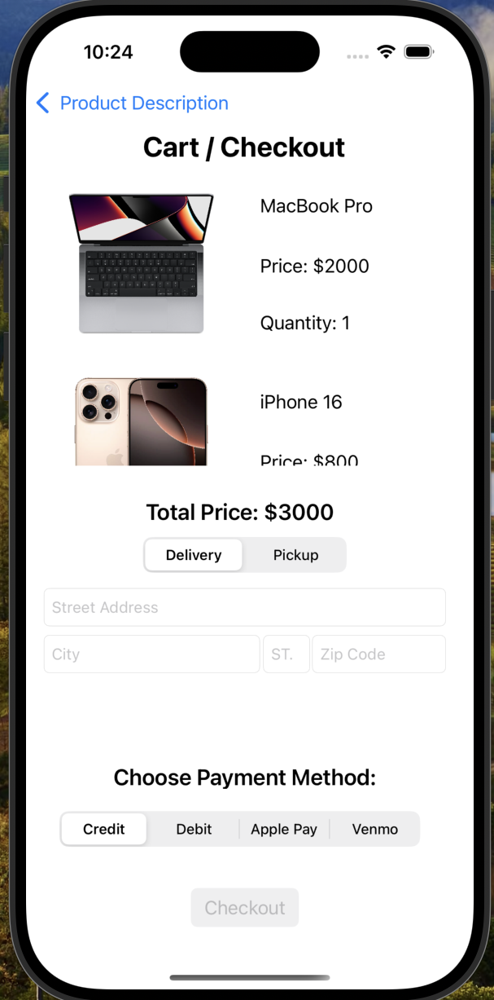 10:24
Product Description
Cart / Checkout
MacBook Pro
Price: $2000
Quantity: 1
iPhone 16
Price: $800
Total Price: $3000
Delivery Pickup
Street Address
City ST. Zip Code
Choose Payment Method:
Credit Debit Apple Pay Venmo
Checkout